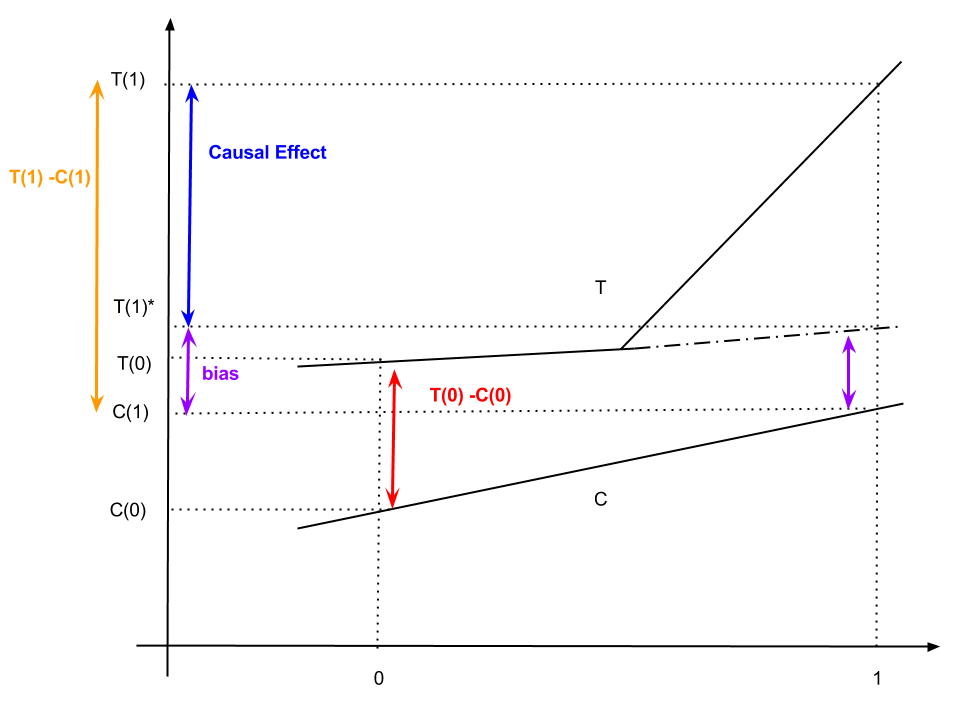 T(1)
Causal Effect
T(1) -C(1)
T
T(1)*
T(0)
bias
T(0) -C(0)
C(1)
C
C(0)
0
1